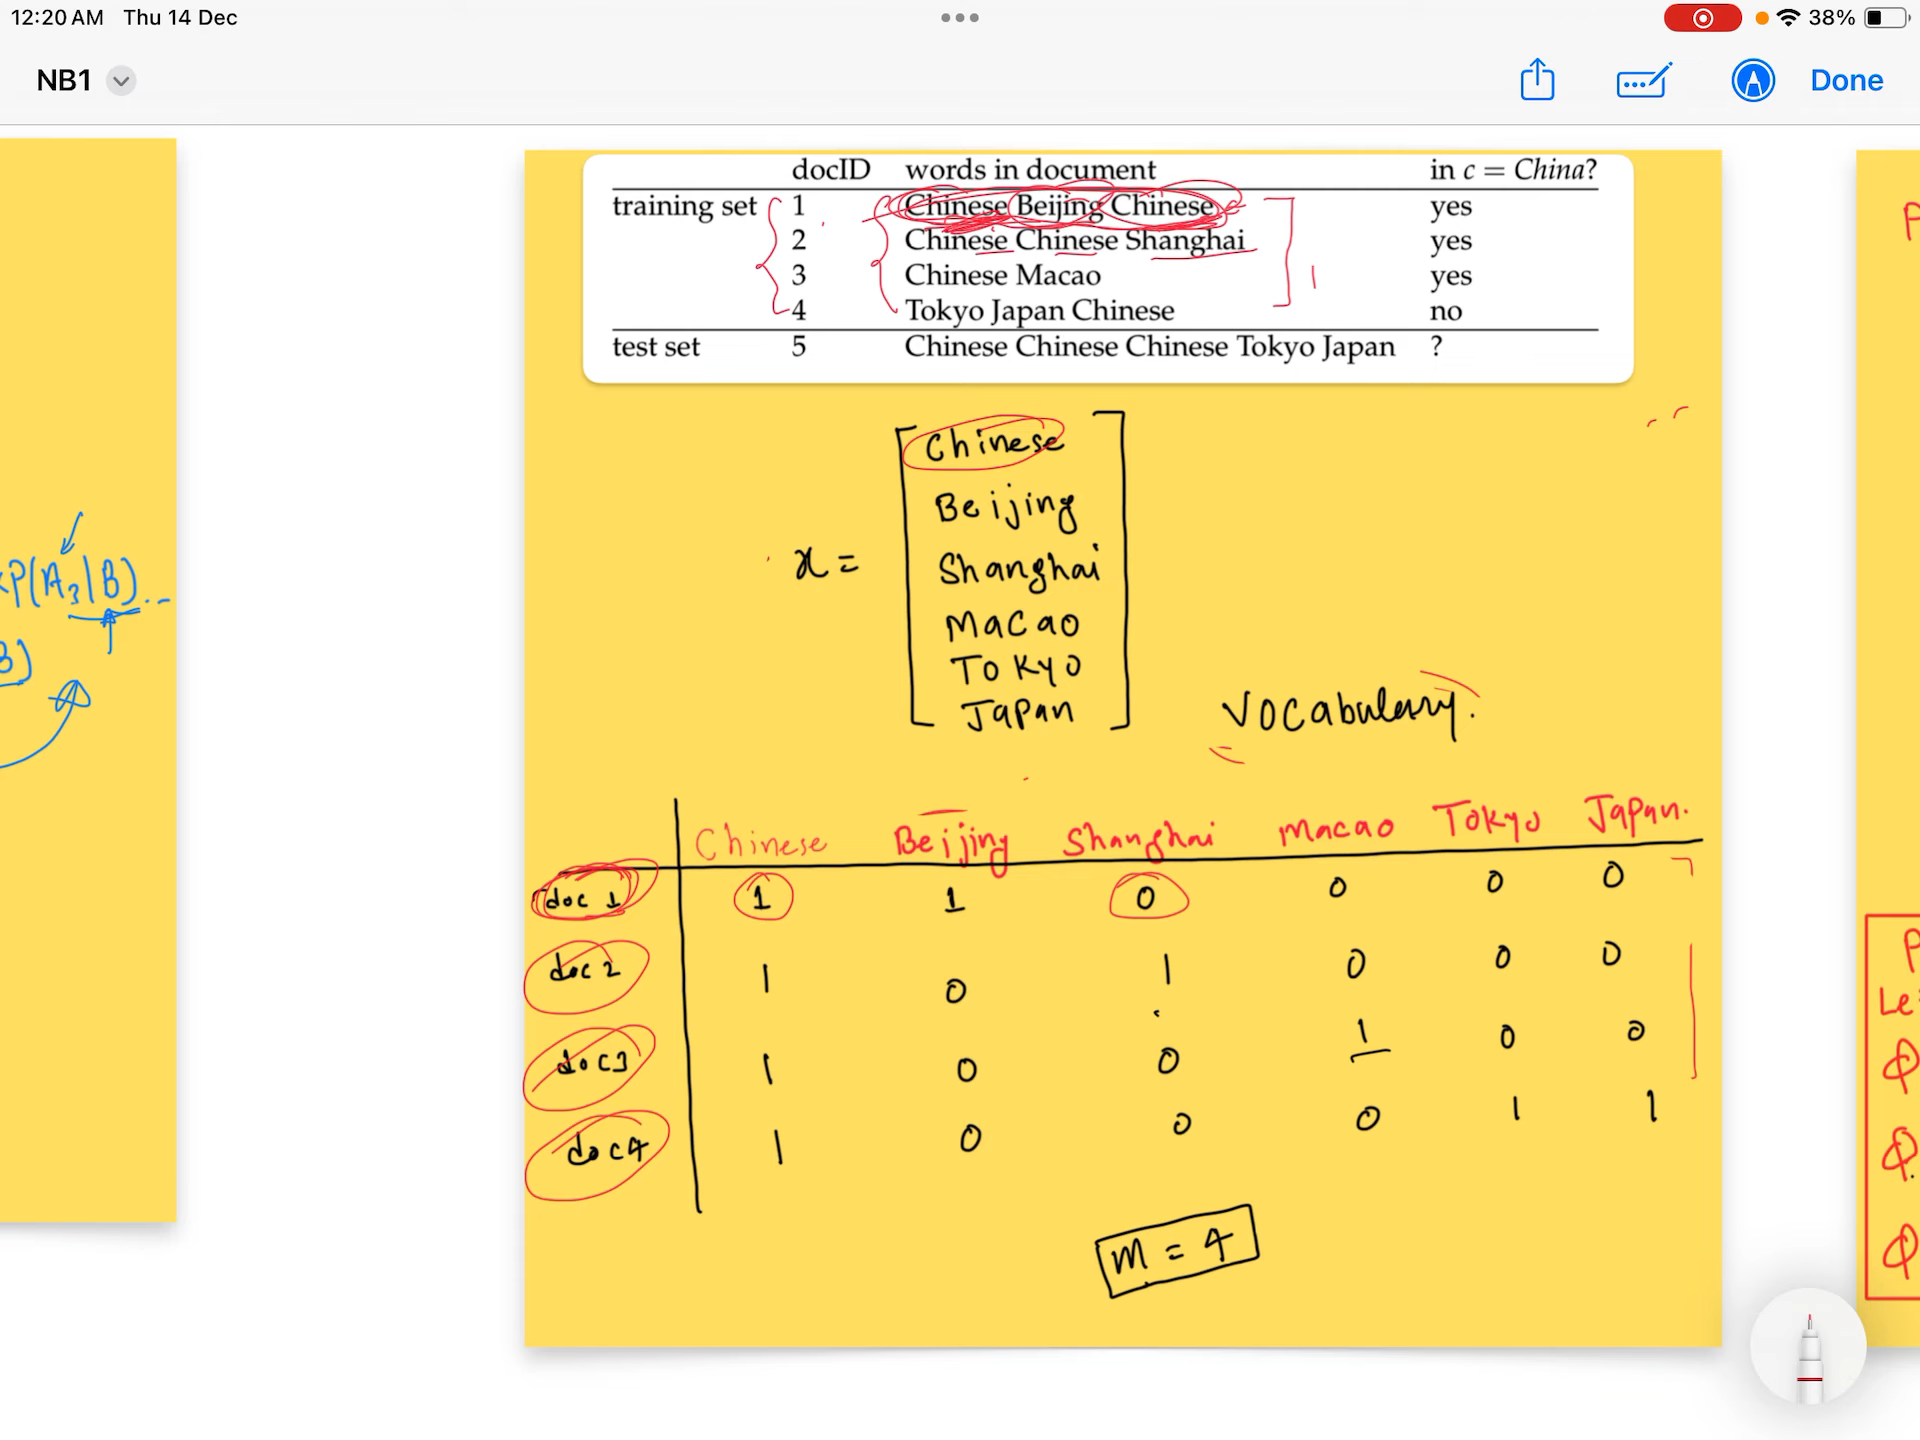 12:20 AM Thu 14 Dec
38%
NB1
Done
docID words in document in c = China?
training set 1 Chinese Beijing Chinese yes
2 Chinese Chinese Shanghai yes
3 Chinese Macao yes
4 Tokyo Japan Chinese no
test set 5 Chinese Chinese Chinese Tokyo Japan ?
1
x =
Chinese
Beijing
Shanghai
Macao
Tokyo
Japan
Vocabulary.
Chinese Beijing Shanghai Macao Tokyo Japan.
doc 1 1 1 0 0 0 0
doc 2 1 0 1 0 0 0
doc3 1 0 0 1 0 0
doc4 1 0 0 0 1 1
m = 4
P(A3|B)...
B)
P
P
Le
φ
φ
φ